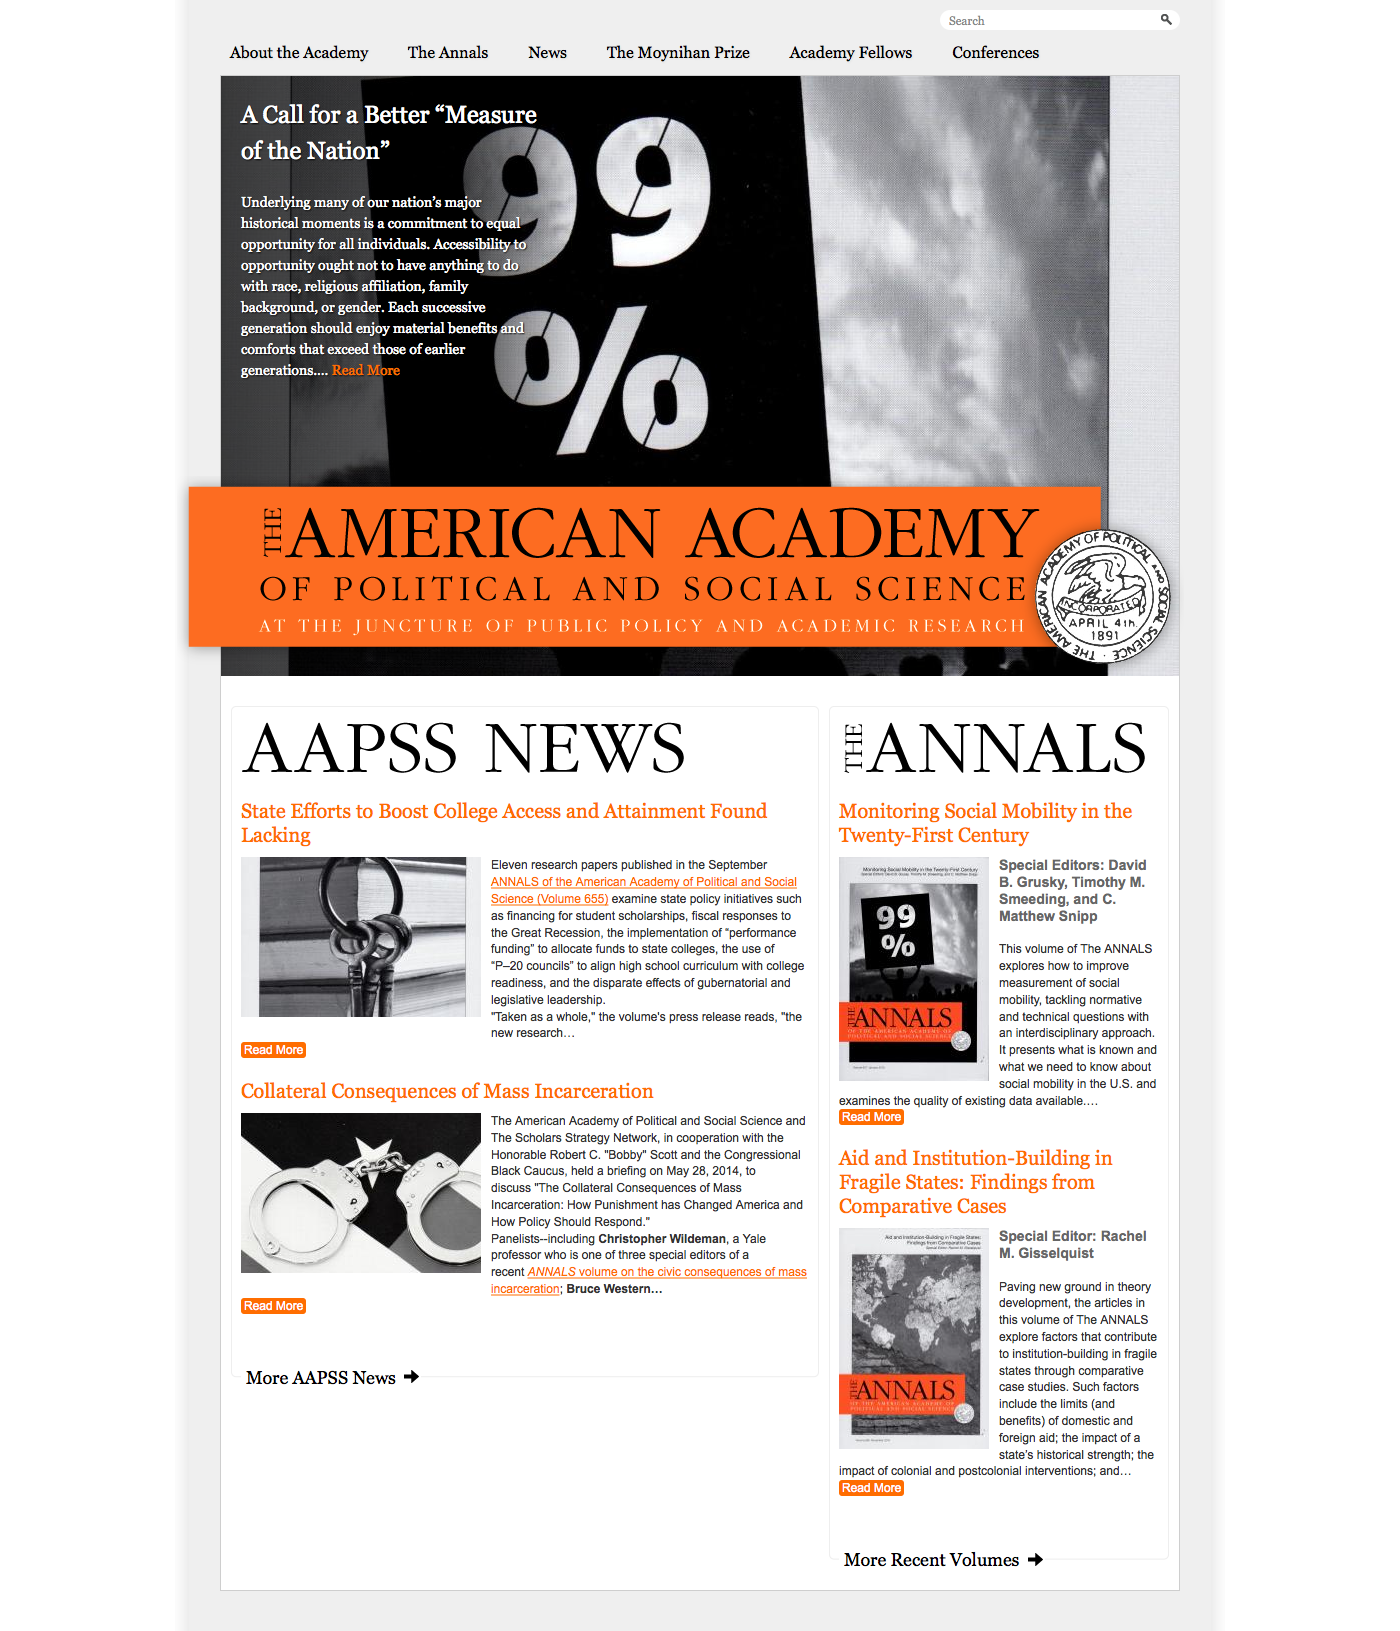 Search
About the Academy
The Annals
News
The Moynihan Prize
Academy Fellows
Conferences
A Call for a Better “Measure
of the Nation”
Underlying many of our nation’s major
historical moments is a commitment to equal
opportunity for all individuals. Accessibility to
opportunity ought not to have anything to do
with race, religious affiliation, family
background, or gender. Each successive
generation should enjoy material benefits and
comforts that exceed those of earlier
generations.... Read More
99
%
THE AMERICAN ACADEMY
OF POLITICAL AND SOCIAL SCIENCE
AT THE JUNCTURE OF PUBLIC POLICY AND ACADEMIC RESEARCH
THE AMERICAN ACADEMY OF POLITICAL AND SOCIAL SCIENCE ·
INCORPORATED
APRIL 4th.
1891
AAPSS NEWS
State Efforts to Boost College Access and Attainment Found
Lacking
Eleven research papers published in the September
ANNALS of the American Academy of Political and Social
Science (Volume 655) examine state policy initiatives such
as financing for student scholarships, fiscal responses to
the Great Recession, the implementation of “performance
funding” to allocate funds to state colleges, the use of
“P–20 councils” to align high school curriculum with college
readiness, and the disparate effects of gubernatorial and
legislative leadership.
"Taken as a whole," the volume's press release reads, "the
new research…
Read More
Collateral Consequences of Mass Incarceration
The American Academy of Political and Social Science and
The Scholars Strategy Network, in cooperation with the
Honorable Robert C. "Bobby" Scott and the Congressional
Black Caucus, held a briefing on May 28, 2014, to
discuss "The Collateral Consequences of Mass
Incarceration: How Punishment has Changed America and
How Policy Should Respond."
Panelists--including Christopher Wildeman, a Yale
professor who is one of three special editors of a
recent ANNALS volume on the civic consequences of mass
incarceration; Bruce Western…
Read More
More AAPSS News
THE ANNALS
Monitoring Social Mobility in the
Twenty-First Century
Monitoring Social Mobility in the Twenty-First Century
Special Editors: David B. Grusky, Timothy M. Smeeding, and C. Matthew Snipp
99
%
THE ANNALS
OF THE AMERICAN ACADEMY OF
POLITICAL AND SOCIAL SCIENCE
Special Editors: David
B. Grusky, Timothy M.
Smeeding, and C.
Matthew Snipp
This volume of The ANNALS
explores how to improve
measurement of social
mobility, tackling normative
and technical questions with
an interdisciplinary approach.
It presents what is known and
what we need to know about
social mobility in the U.S. and
examines the quality of existing data available.…
Read More
Aid and Institution-Building in
Fragile States: Findings from
Comparative Cases
Aid and Institution-Building in Fragile States:
Findings from Comparative Cases
Special Editor: Rachel M. Gisselquist
THE ANNALS
OF THE AMERICAN ACADEMY OF
POLITICAL AND SOCIAL SCIENCE
Special Editor: Rachel
M. Gisselquist
Paving new ground in theory
development, the articles in
this volume of The ANNALS
explore factors that contribute
to institution-building in fragile
states through comparative
case studies. Such factors
include the limits (and
benefits) of domestic and
foreign aid; the impact of a
state’s historical strength; the
impact of colonial and postcolonial interventions; and…
Read More
More Recent Volumes